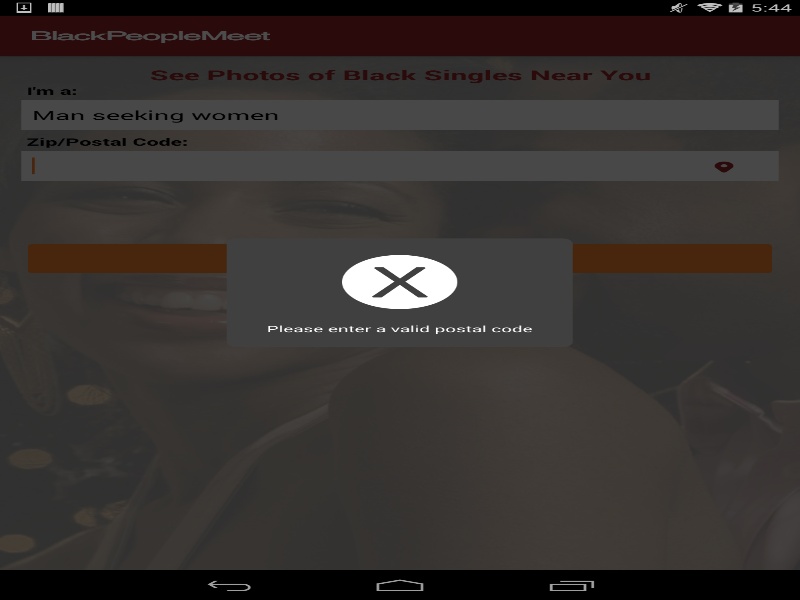 5:44
BlackPeopleMeet
See Photos of Black Singles Near You
I'm a:
Man seeking women
Zip/Postal Code:
Please enter a valid postal code